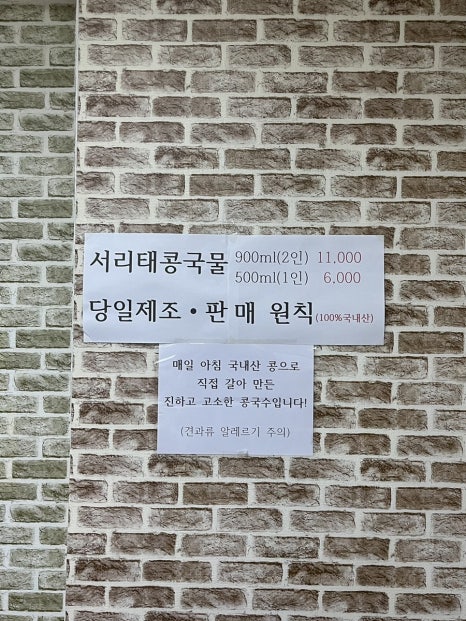 서리태콩국물 900ml(2인) 11,000
500ml(1인) 6,000
당일제조 • 판매 원칙(100%국내산)
매일 아침 국내산 콩으로
직접 갈아 만든
진하고 고소한 콩국수입니다!
(견과류 알레르기 주의)